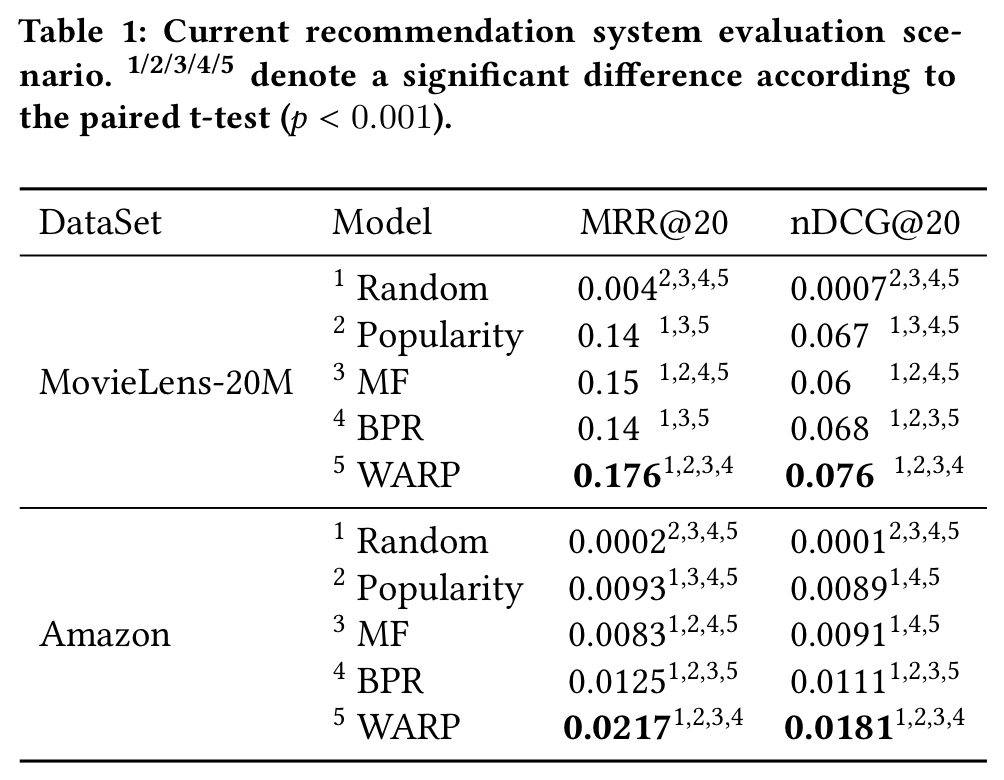 Table 1: Current recommendation system evaluation sce-
nario. 1/2/3/4/5 denote a significant difference according to
the paired t-test (p < 0.001).
DataSet Model MRR@20 nDCG@20
1 Random 0.004 2,3,4,5 0.0007 2,3,4,5
2 Popularity 0.14 1,3,5 0.067 1,3,4,5
MovieLens-20M 3 MF 0.15 1,2,4,5 0.06 1,2,4,5
4 BPR 0.14 1,3,5 0.068 1,2,3,5
5 WARP 0.176 1,2,3,4 0.076 1,2,3,4
1 Random 0.0002 2,3,4,5 0.0001 2,3,4,5
2 Popularity 0.0093 1,3,4,5 0.0089 1,4,5
Amazon 3 MF 0.0083 1,2,4,5 0.0091 1,4,5
4 BPR 0.0125 1,2,3,5 0.0111 1,2,3,5
5 WARP 0.0217 1,2,3,4 0.0181 1,2,3,4